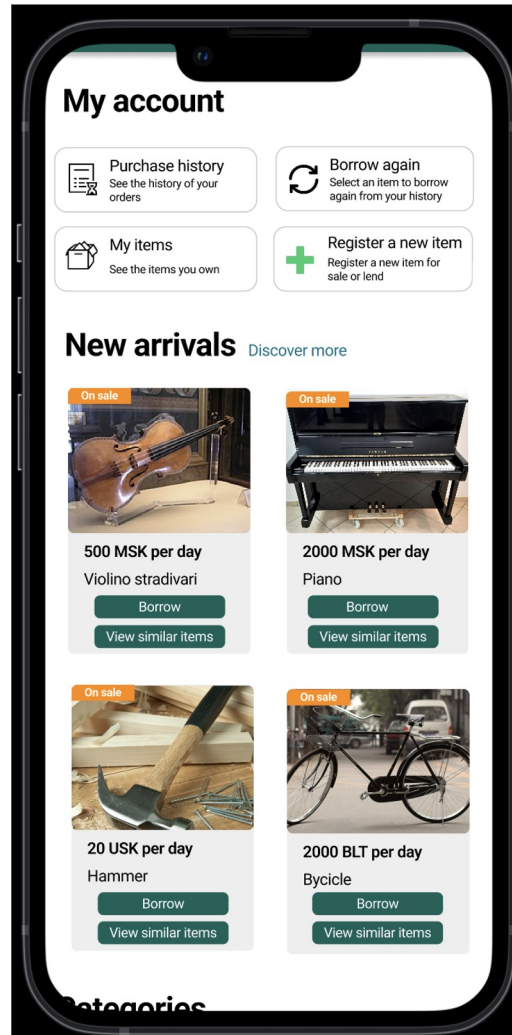 My account
Purchase history
See the history of your
orders
Borrow again
Select an item to borrow
again from your history
My items
See the items you own
Register a new item
Register a new item for
sale or lend
New arrivals Discover more
On sale
500 MSK per day
Violino stradivari
Borrow
View similar items
On sale
YAMAHA
2000 MSK per day
Piano
Borrow
View similar items
On sale
20 USK per day
Hammer
Borrow
View similar items
On sale
2000 BLT per day
Bycicle
Borrow
View similar items
Categories